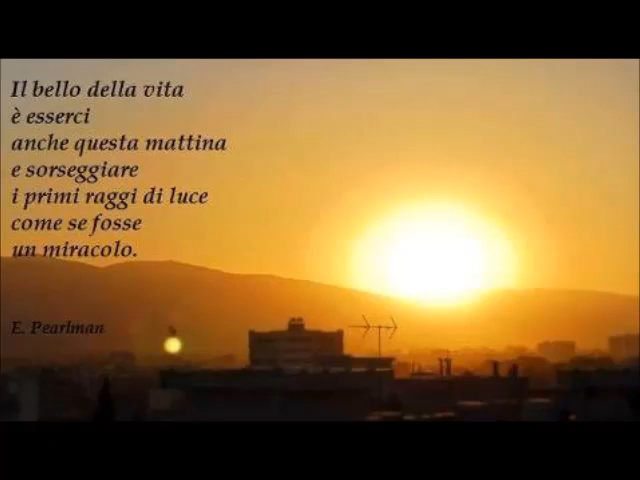 Il bello della vita
è esserci
anche questa mattina
e sorseggiare
i primi raggi di luce
come se fosse
un miracolo.
E. Pearlman